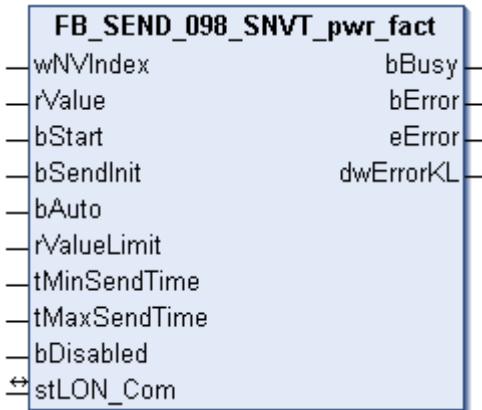 FB_SEND_098_SNVT_pwr_fact
wNVIndex bBusy
rValue bError
bStart eError
bSendInit dwErrorKL
bAuto
rValueLimit
tMinSendTime
tMaxSendTime
bDisabled
stLON_Com